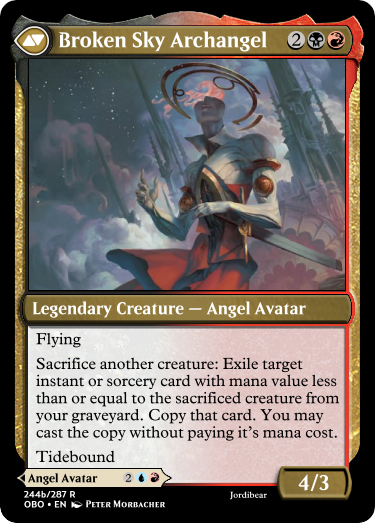 Broken Sky Archangel 2
Legendary Creature — Angel Avatar
Flying
Sacrifice another creature: Exile target
instant or sorcery card with mana value less
than or equal to the sacrificed creature from
your graveyard. Copy that card. You may
cast the copy without paying it's mana cost.
Tidebound
Angel Avatar 2
4/3
244b/287 R
OBO • EN Peter Morbacher
Jordibear